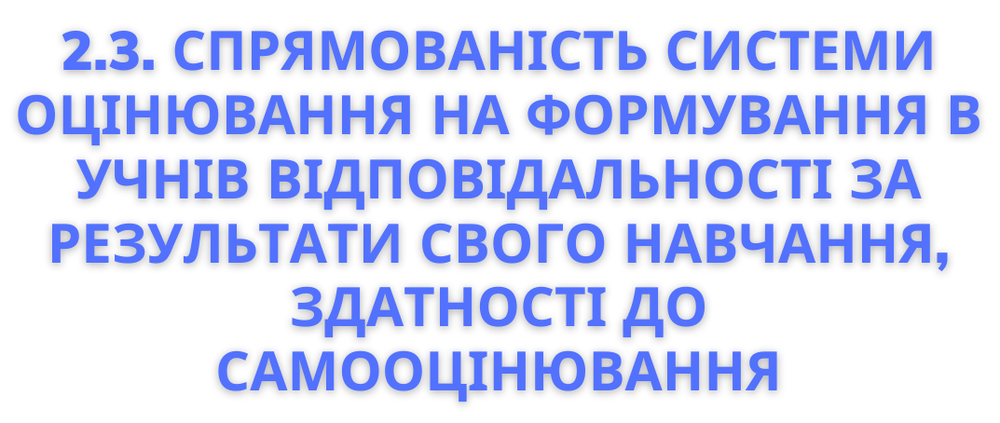 2.3. СПРЯМОВАНІСТЬ СИСТЕМИ
ОЦІНЮВАННЯ НА ФОРМУВАННЯ В
УЧНІВ ВІДПОВІДАЛЬНОСТІ ЗА
РЕЗУЛЬТАТИ СВОГО НАВЧАННЯ,
ЗДАТНОСТІ ДО
САМООЦІНЮВАННЯ